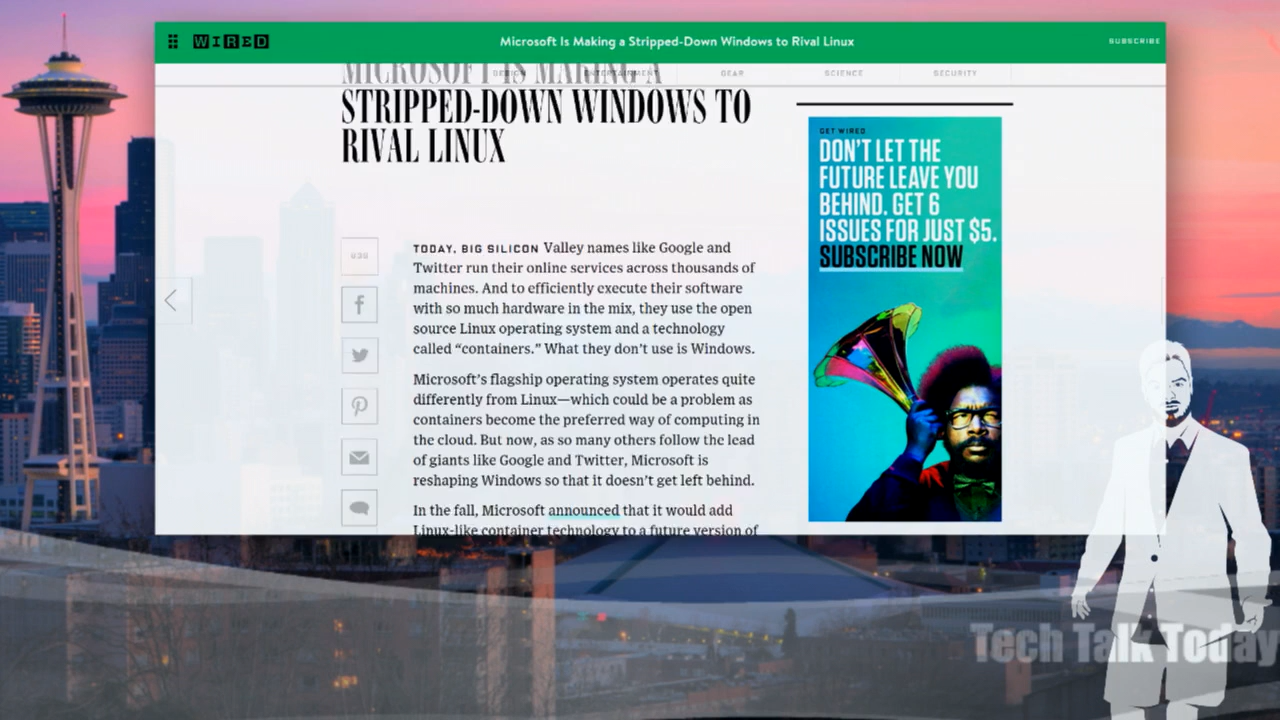 WIRED
Microsoft Is Making a Stripped-Down Windows to Rival Linux
SUBSCRIBE
DESIGN
ENTERTAINMENT
GEAR
SCIENCE
SECURITY
MICROSOFT IS MAKING A
STRIPPED-DOWN WINDOWS TO
RIVAL LINUX
TODAY, BIG SILICON Valley names like Google and
Twitter run their online services across thousands of
machines. And to efficiently execute their software
with so much hardware in the mix, they use the open
source Linux operating system and a technology
called “containers.” What they don’t use is Windows.
Microsoft’s flagship operating system operates quite
differently from Linux—which could be a problem as
containers become the preferred way of computing in
the cloud. But now, as so many others follow the lead
of giants like Google and Twitter, Microsoft is
reshaping Windows so that it doesn’t get left behind.
In the fall, Microsoft announced that it would add
Linux-like container technology to a future version of
GET WIRED
DON’T LET THE
FUTURE LEAVE YOU
BEHIND. GET 6
ISSUES FOR JUST $5.
SUBSCRIBE NOW
Tech Talk Today